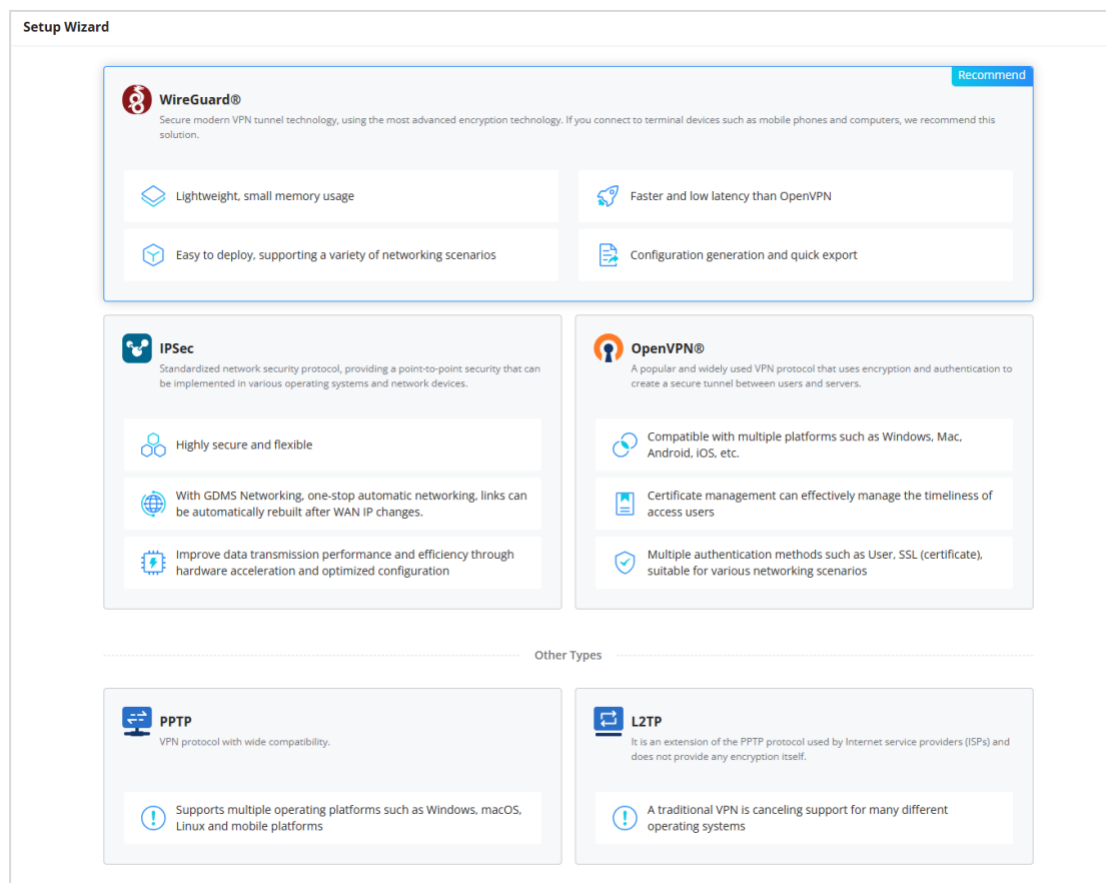 Setup Wizard
Recommend
WireGuard®
Secure modern VPN tunnel technology, using the most advanced encryption technology. If you connect to terminal devices such as mobile phones and computers, we recommend this
solution.
Lightweight, small memory usage
Faster and low latency than OpenVPN
Easy to deploy, supporting a variety of networking scenarios
Configuration generation and quick export
IPSec
Standardized network security protocol, providing a point-to-point security that can
be implemented in various operating systems and network devices.
Highly secure and flexible
With GDMS Networking, one-stop automatic networking, links can
be automatically rebuilt after WAN IP changes.
Improve data transmission performance and efficiency through
hardware acceleration and optimized configuration
OpenVPN®
A popular and widely used VPN protocol that uses encryption and authentication to
create a secure tunnel between users and servers.
Compatible with multiple platforms such as Windows, Mac,
Android, iOS, etc.
Certificate management can effectively manage the timeliness of
access users
Multiple authentication methods such as User, SSL (certificate),
suitable for various networking scenarios
Other Types
PPTP
VPN protocol with wide compatibility.
Supports multiple operating platforms such as Windows, macOS,
Linux and mobile platforms
L2TP
It is an extension of the PPTP protocol used by Internet service providers (ISPs) and
does not provide any encryption itself.
A traditional VPN is canceling support for many different
operating systems